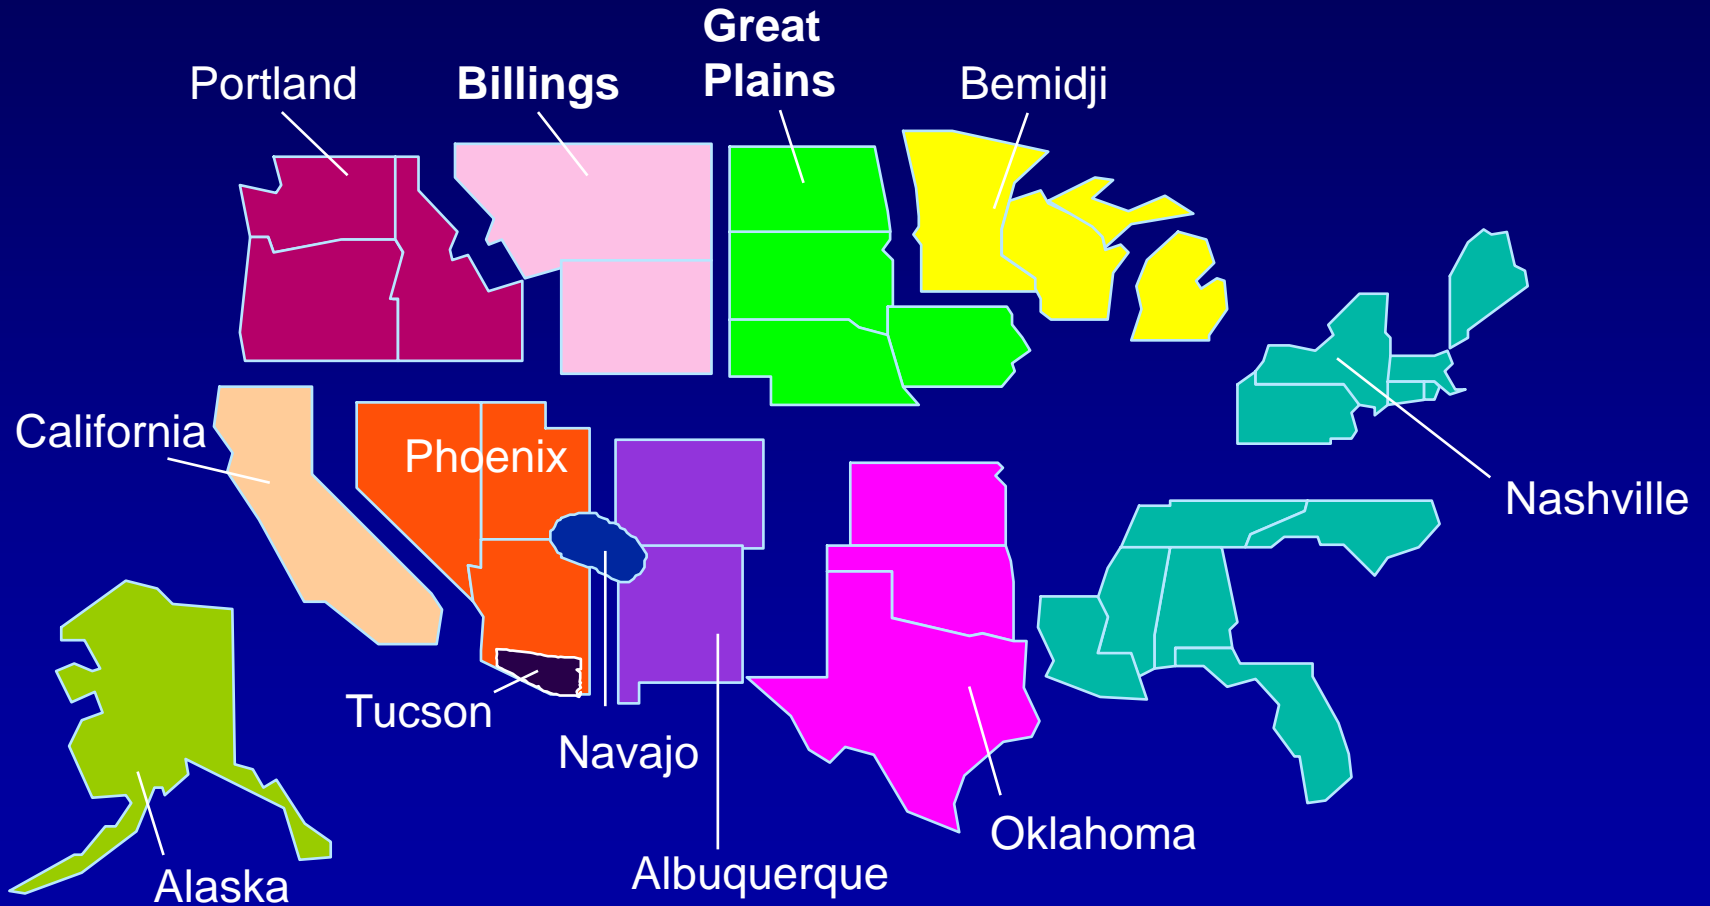 Great
Plains
Portland
Billings
Bemidji
California
Phoenix
Nashville
Tucson
Navajo
Oklahoma
Albuquerque
Alaska